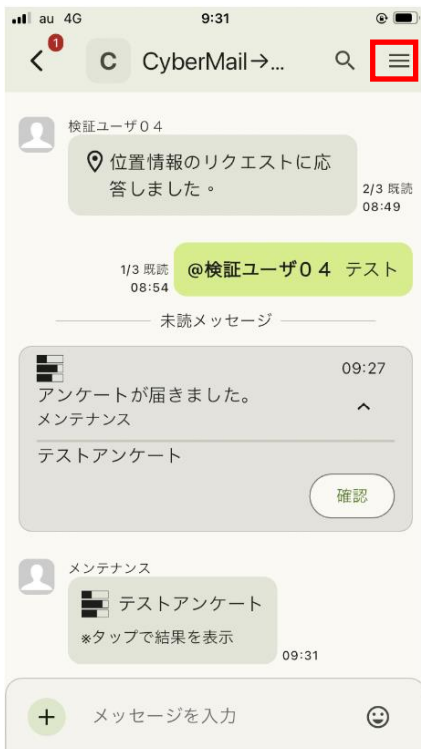 au 4G 9:31
1
C CyberMail→...
検証ユーザ04
位置情報のリクエストに応
答しました。
2/3 既読
08:49
1/3 既読
08:54
@検証ユーザ04 テスト
未読メッセージ
09:27
アンケートが届きました。
メンテナンス
テストアンケート
確認
メンテナンス
テストアンケート
※タップで結果を表示
09:31
+ メッセージを入力